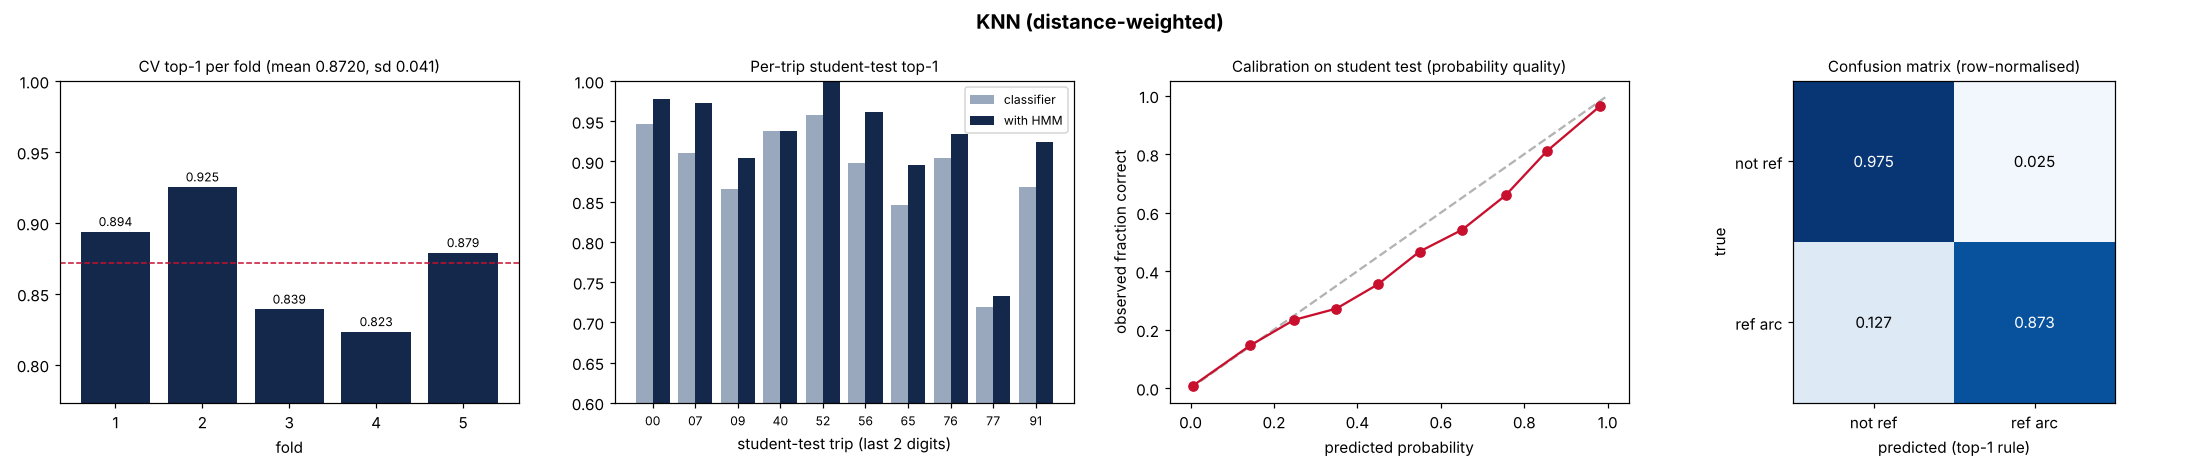 KNN (distance-weighted)
CV top-1 per fold (mean 0.8720, sd 0.041)
1.00
0.95
0.90
0.85
0.80
0.894
0.925
0.839
0.823
0.879
1 2 3 4 5
fold
Per-trip student-test top-1
1.00
0.95
0.90
0.85
0.80
0.75
0.70
0.65
0.60
classifier
with HMM
00 07 09 40 52 56 65 76 77 91
student-test trip (last 2 digits)
Calibration on student test (probability quality)
observed fraction correct
1.0
0.8
0.6
0.4
0.2
0.0
0.0 0.2 0.4 0.6 0.8 1.0
predicted probability
Confusion matrix (row-normalised)
true
not ref
ref arc
0.975 0.025
0.127 0.873
not ref ref arc
predicted (top-1 rule)